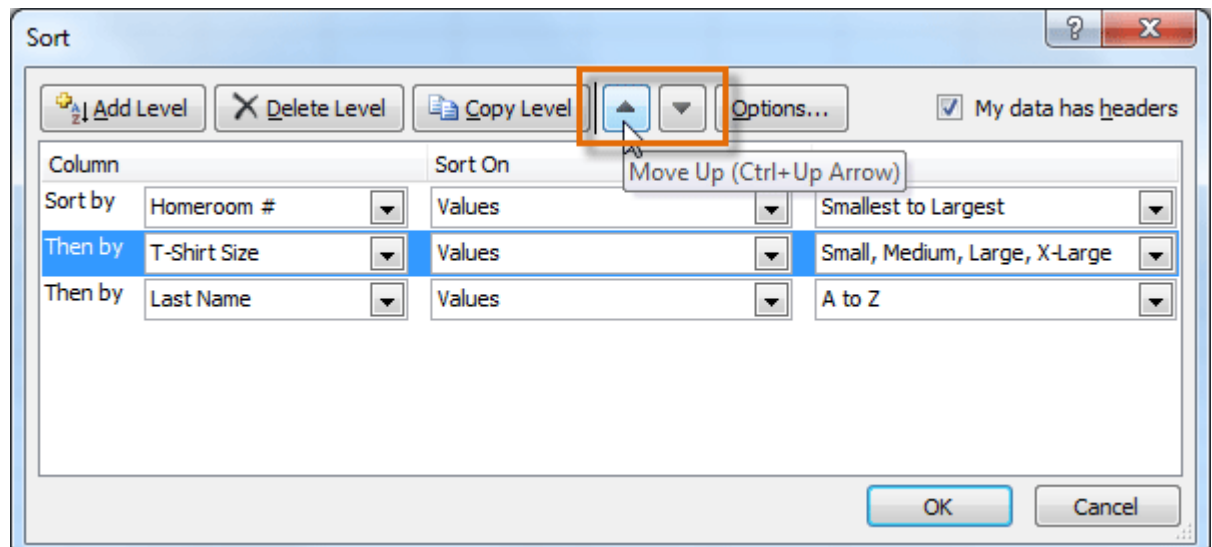 Sort
Add Level Delete Level Copy Level Options... My data has headers
Column Sort On
Move Up (Ctrl+Up Arrow)
Sort by Homeroom # Values Smallest to Largest
Then by T-Shirt Size Values Small, Medium, Large, X-Large
Then by Last Name Values A to Z
OK Cancel